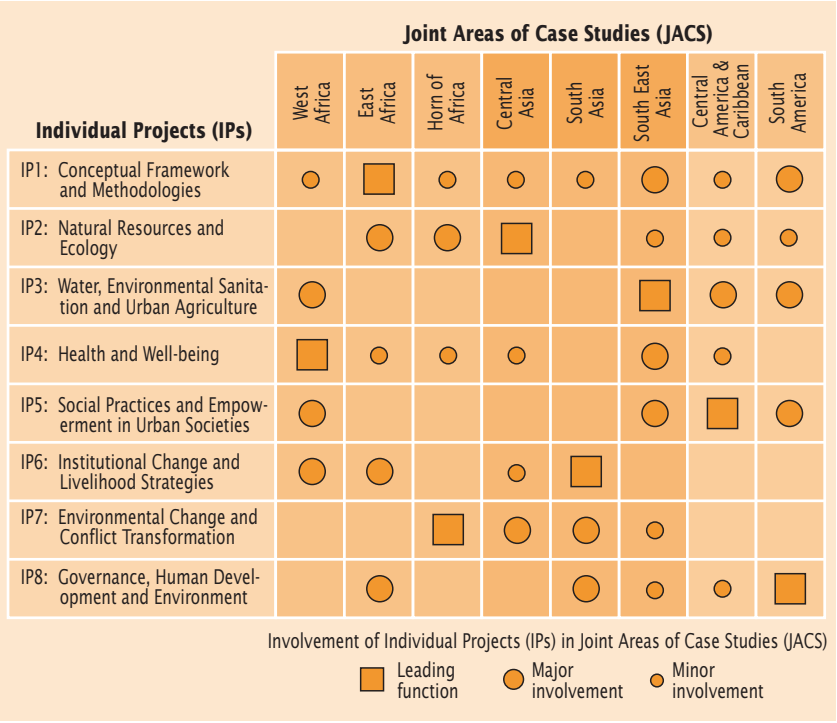 Joint Areas of Case Studies (JACS)
Individual Projects (IPs)
West
Africa
East
Africa
Horn of
Africa
Central
Asia
South
Asia
South East
Asia
Central
America &
Caribbean
South
America
IP1: Conceptual Framework
and Methodologies
IP2: Natural Resources and
Ecology
IP3: Water, Environmental Sanita-
tion and Urban Agriculture
IP4: Health and Well-being
IP5: Social Practices and Empow-
erment in Urban Societies
IP6: Institutional Change and
Livelihood Strategies
IP7: Environmental Change and
Conflict Transformation
IP8: Governance, Human Devel-
opment and Environment
Involvement of Individual Projects (IPs) in Joint Areas of Case Studies (JACS)
Leading
function
Major
involvement
Minor
involvement